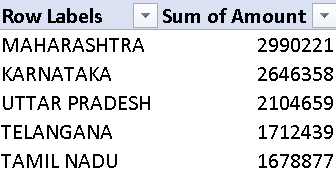 Row Labels Sum of Amount
MAHARASHTRA 2990221
KARNATAKA 2646358
UTTAR PRADESH 2104659
TELANGANA 1712439
TAMIL NADU 1678877